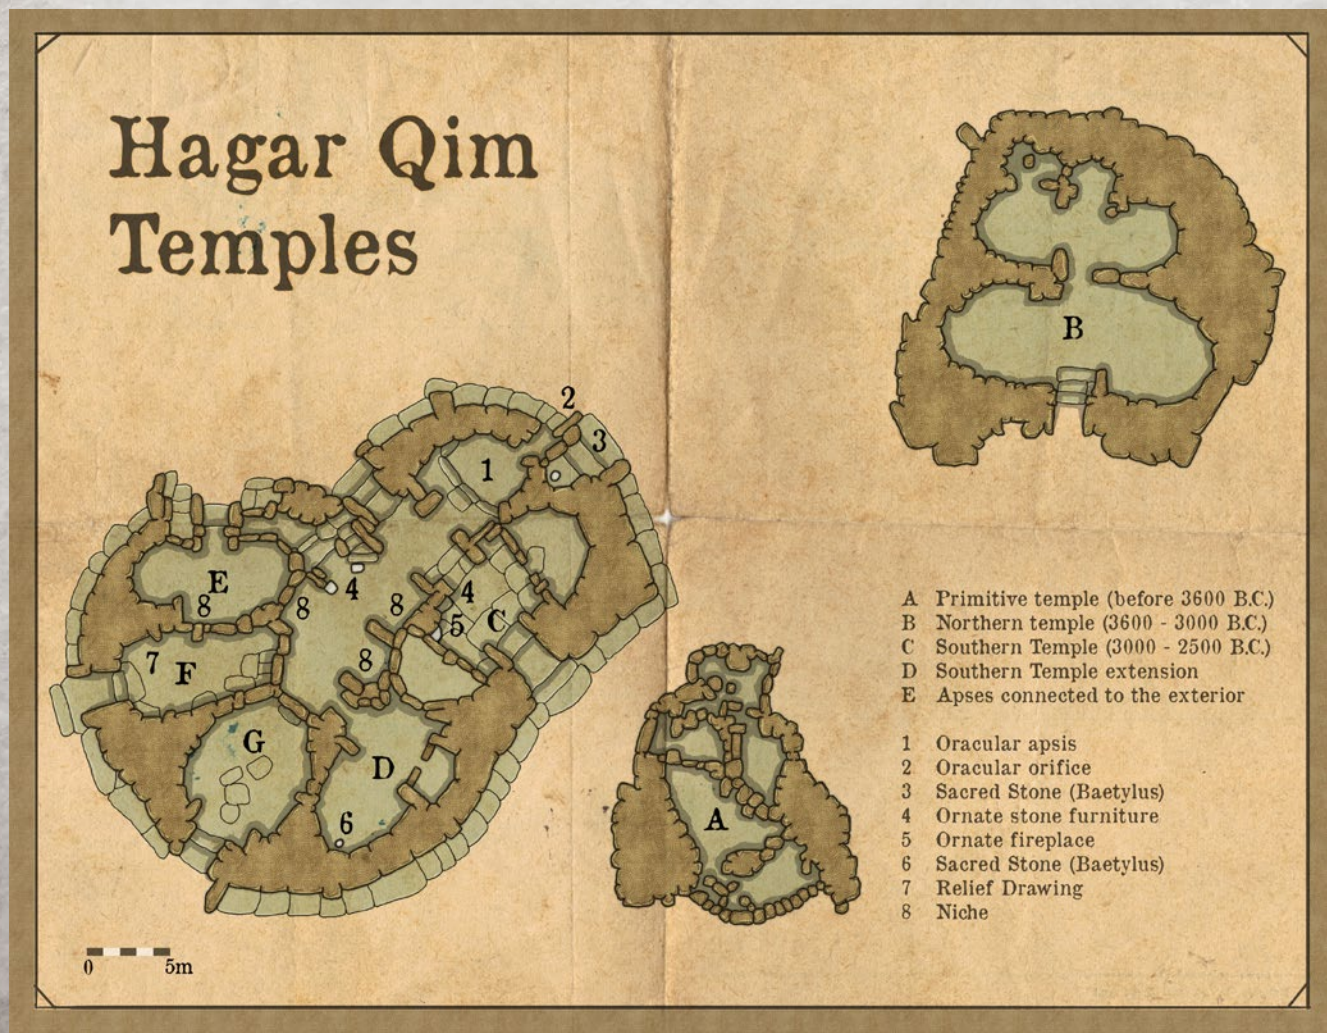 Hagar Qim
Temples
B
2
3
1
E
8
8
4
8
4
5
C
7
F
8
G
D
6
A
A Primitive temple (before 3600 B.C.)
B Northern temple (3600 - 3000 B.C.)
C Southern Temple (3000 - 2500 B.C.)
D Southern Temple extension
E Apses connected to the exterior
1 Oracular apsis
2 Oracular orifice
3 Sacred Stone (Baetylus)
4 Ornate stone furniture
5 Ornate fireplace
6 Sacred Stone (Baetylus)
7 Relief Drawing
8 Niche
0 5m